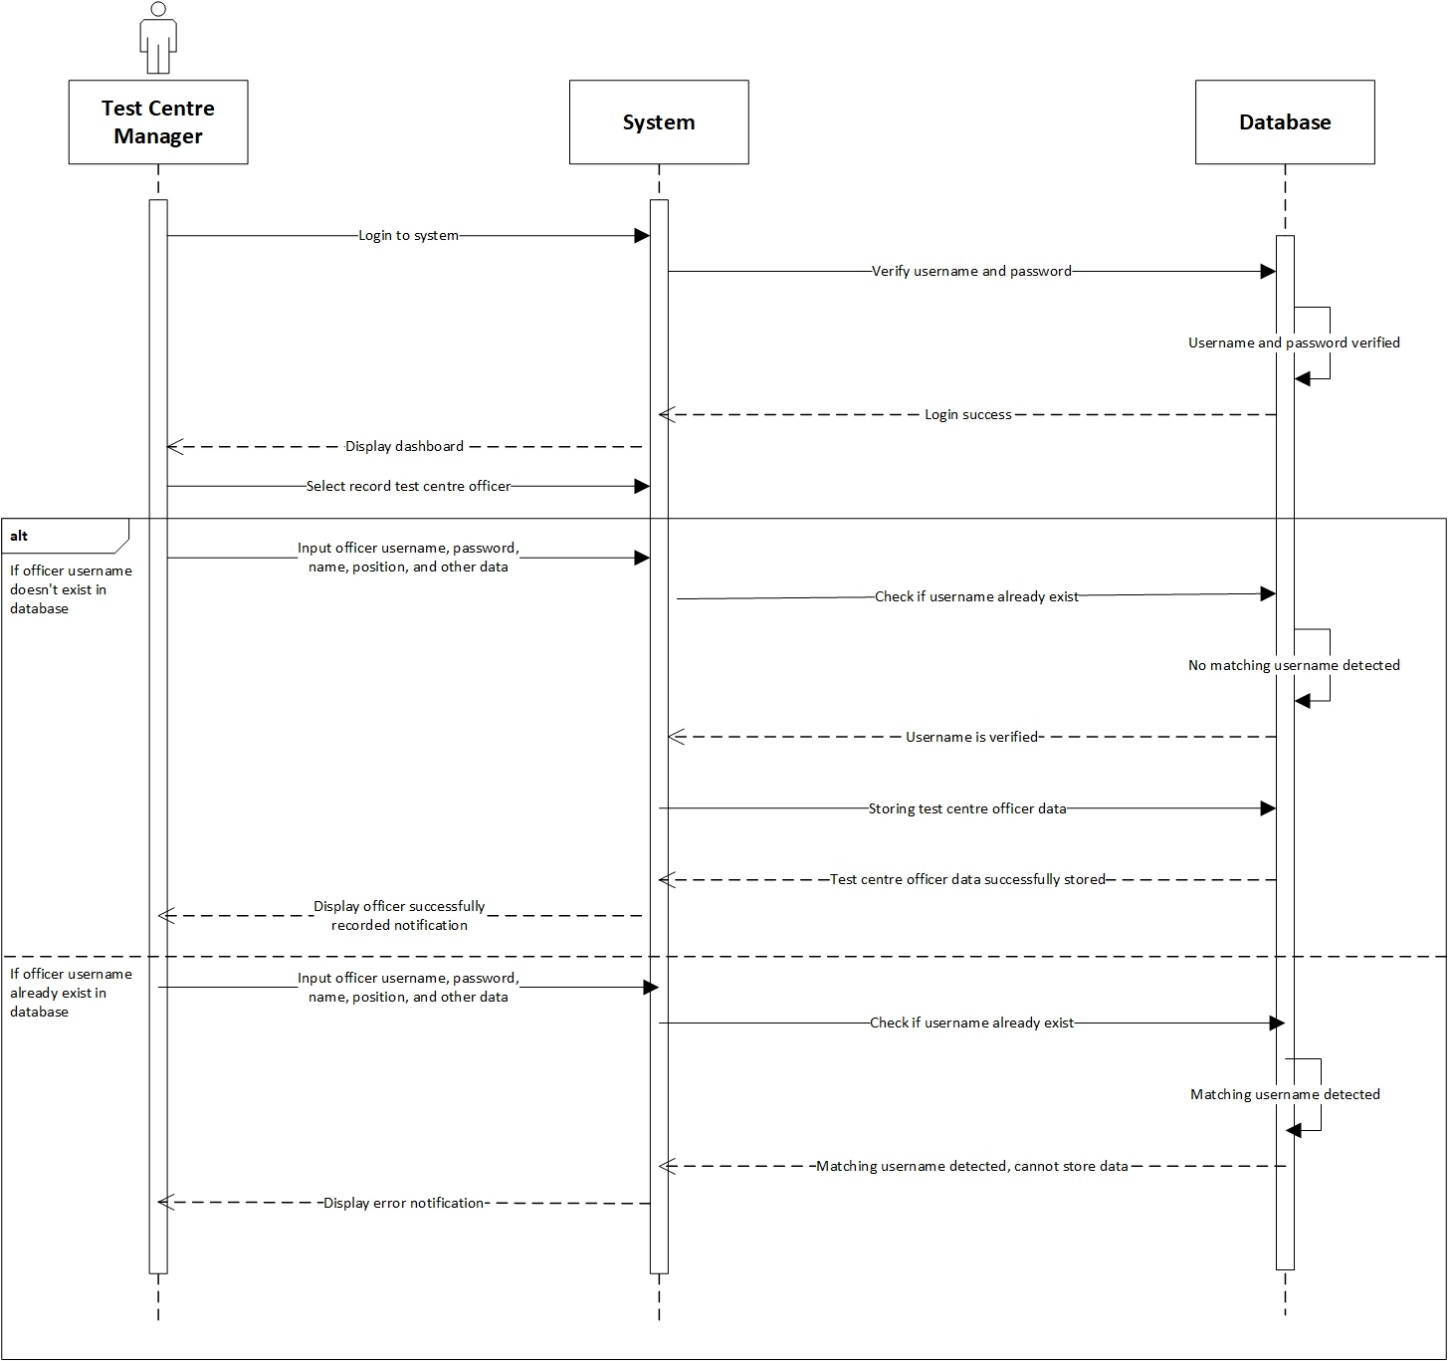 Test Centre
Manager
System
Database
Login to system
Verify username and password
Username and password verified
Login success
Display dashboard
Select record test centre officer
alt
If officer username
doesn't exist in
database
Input officer username, password,
name, position, and other data
Check if username already exist
No matching username detected
Username is verified
Storing test centre officer data
Test centre officer data successfully stored
Display officer successfully
recorded notification
If officer username
already exist in
database
Input officer username, password,
name, position, and other data
Check if username already exist
Matching username detected
Matching username detected, cannot store data
Display error notification